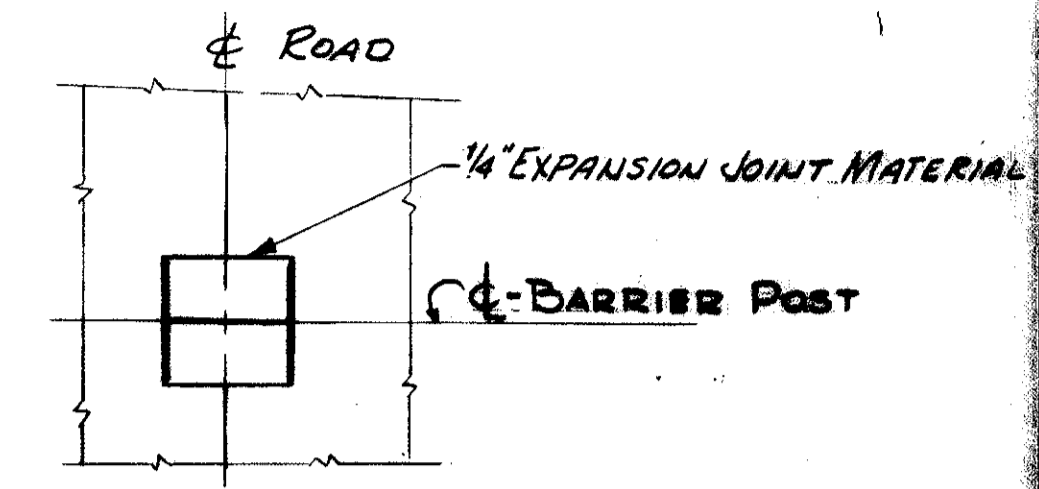 ℄ ROAD
1/4" EXPANSION JOINT MATERIAL
℄-BARRIER POST